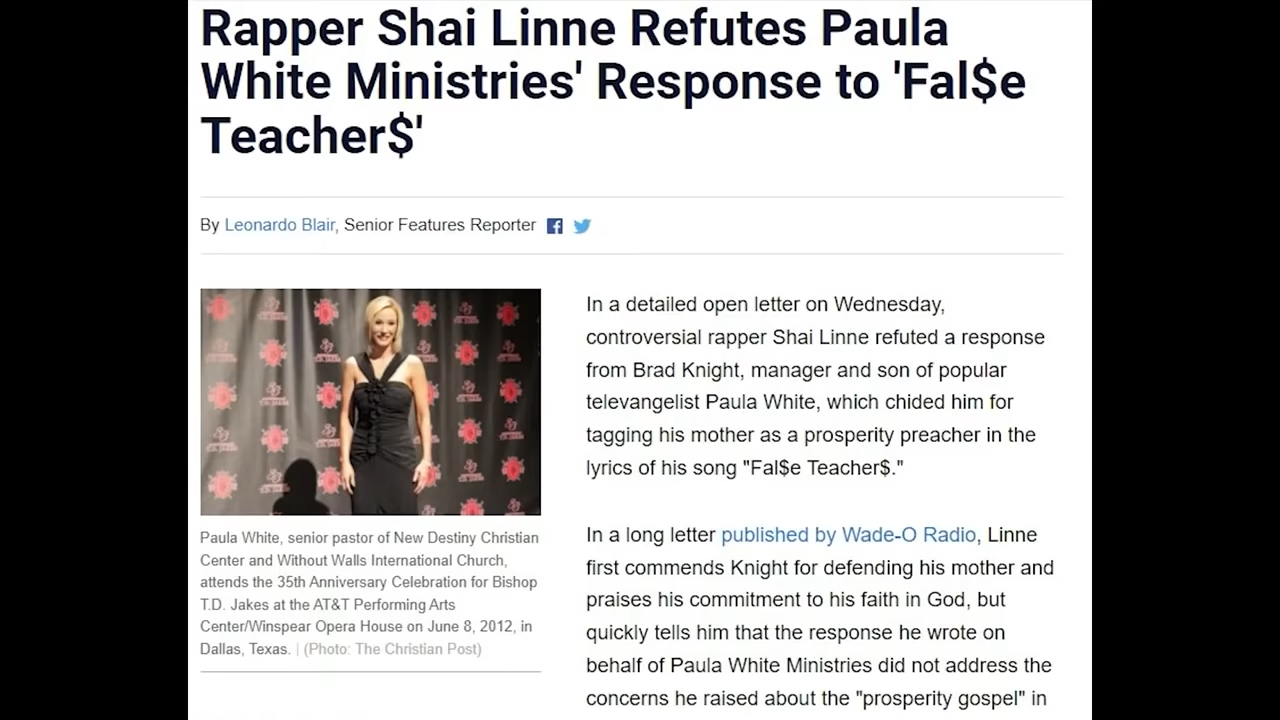 Rapper Shai Linne Refutes Paula
White Ministries' Response to 'Fal$e
Teacher$'
By Leonardo Blair, Senior Features Reporter
Paula White, senior pastor of New Destiny Christian
Center and Without Walls International Church,
attends the 35th Anniversary Celebration for Bishop
T.D. Jakes at the AT&T Performing Arts
Center/Winspear Opera House on June 8, 2012, in
Dallas, Texas. | (Photo: The Christian Post)
In a detailed open letter on Wednesday,
controversial rapper Shai Linne refuted a response
from Brad Knight, manager and son of popular
televangelist Paula White, which chided him for
tagging his mother as a prosperity preacher in the
lyrics of his song "Fal$e Teacher$."
In a long letter published by Wade-O Radio, Linne
first commends Knight for defending his mother and
praises his commitment to his faith in God, but
quickly tells him that the response he wrote on
behalf of Paula White Ministries did not address the
concerns he raised about the "prosperity gospel" in